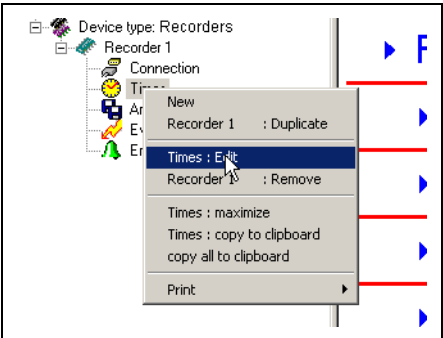 Device type: Recorders
Recorder 1
Connection
New
Recorder 1 : Duplicate
Times : Edit
Recorder 1 : Remove
Times : maximize
Times : copy to clipboard
copy all to clipboard
Print